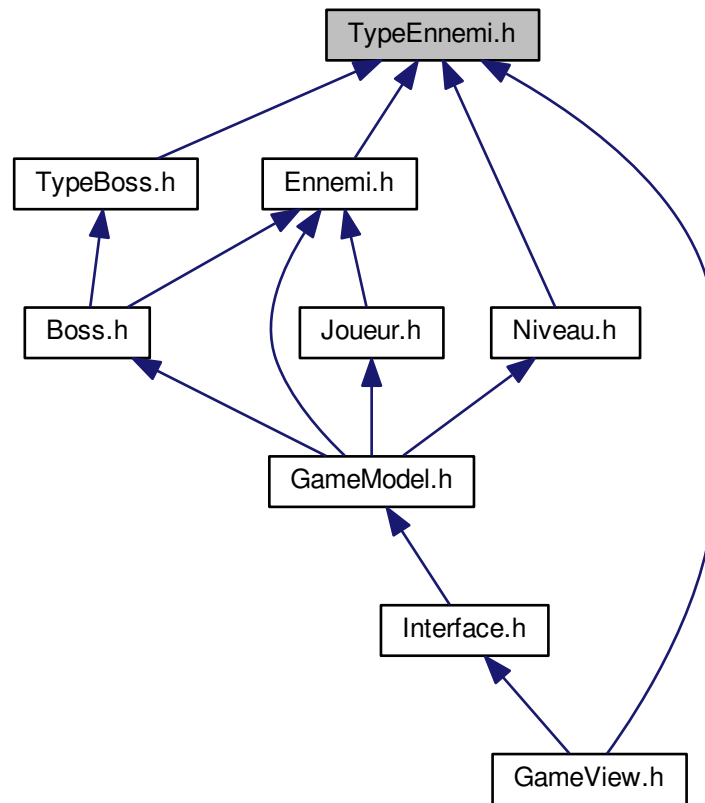 TypeEnnemi.h
TypeBoss.h
Ennemi.h
Boss.h
Joueur.h
Niveau.h
GameModel.h
Interface.h
GameView.h